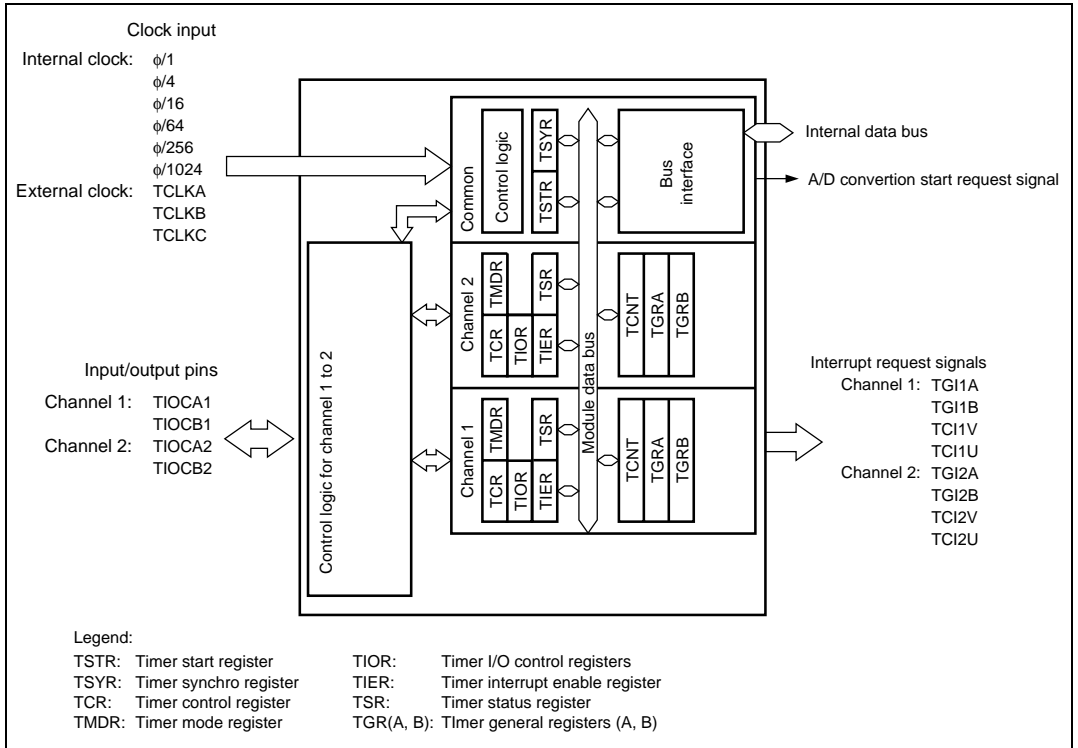 Clock input
Internal clock: ϕ/1
ϕ/4
ϕ/16
ϕ/64
ϕ/256
ϕ/1024
External clock: TCLKA
TCLKB
TCLKC
Input/output pins
Channel 1: TIOCA1
TIOCB1
Channel 2: TIOCA2
TIOCB2
Control logic for channel 1 to 2
Common
Control logic
TSYR
TSTR
Bus
interface
Channel 2
TMDR
TSR
TCR
TIOR
TIER
TCNT
TGRA
TGRB
Channel 1
TMDR
TSR
TCR
TIOR
TIER
TCNT
TGRA
TGRB
Module data bus
Internal data bus
A/D convertion start request signal
Interrupt request signals
Channel 1: TGI1A
TGI1B
TCI1V
TCI1U
Channel 2: TGI2A
TGI2B
TCI2V
TCI2U
Legend:
TSTR: Timer start register
TSYR: Timer synchro register
TCR: Timer control register
TMDR: Timer mode register
TIOR: Timer I/O control registers
TIER: Timer interrupt enable register
TSR: Timer status register
TGR(A, B): TImer general registers (A, B)